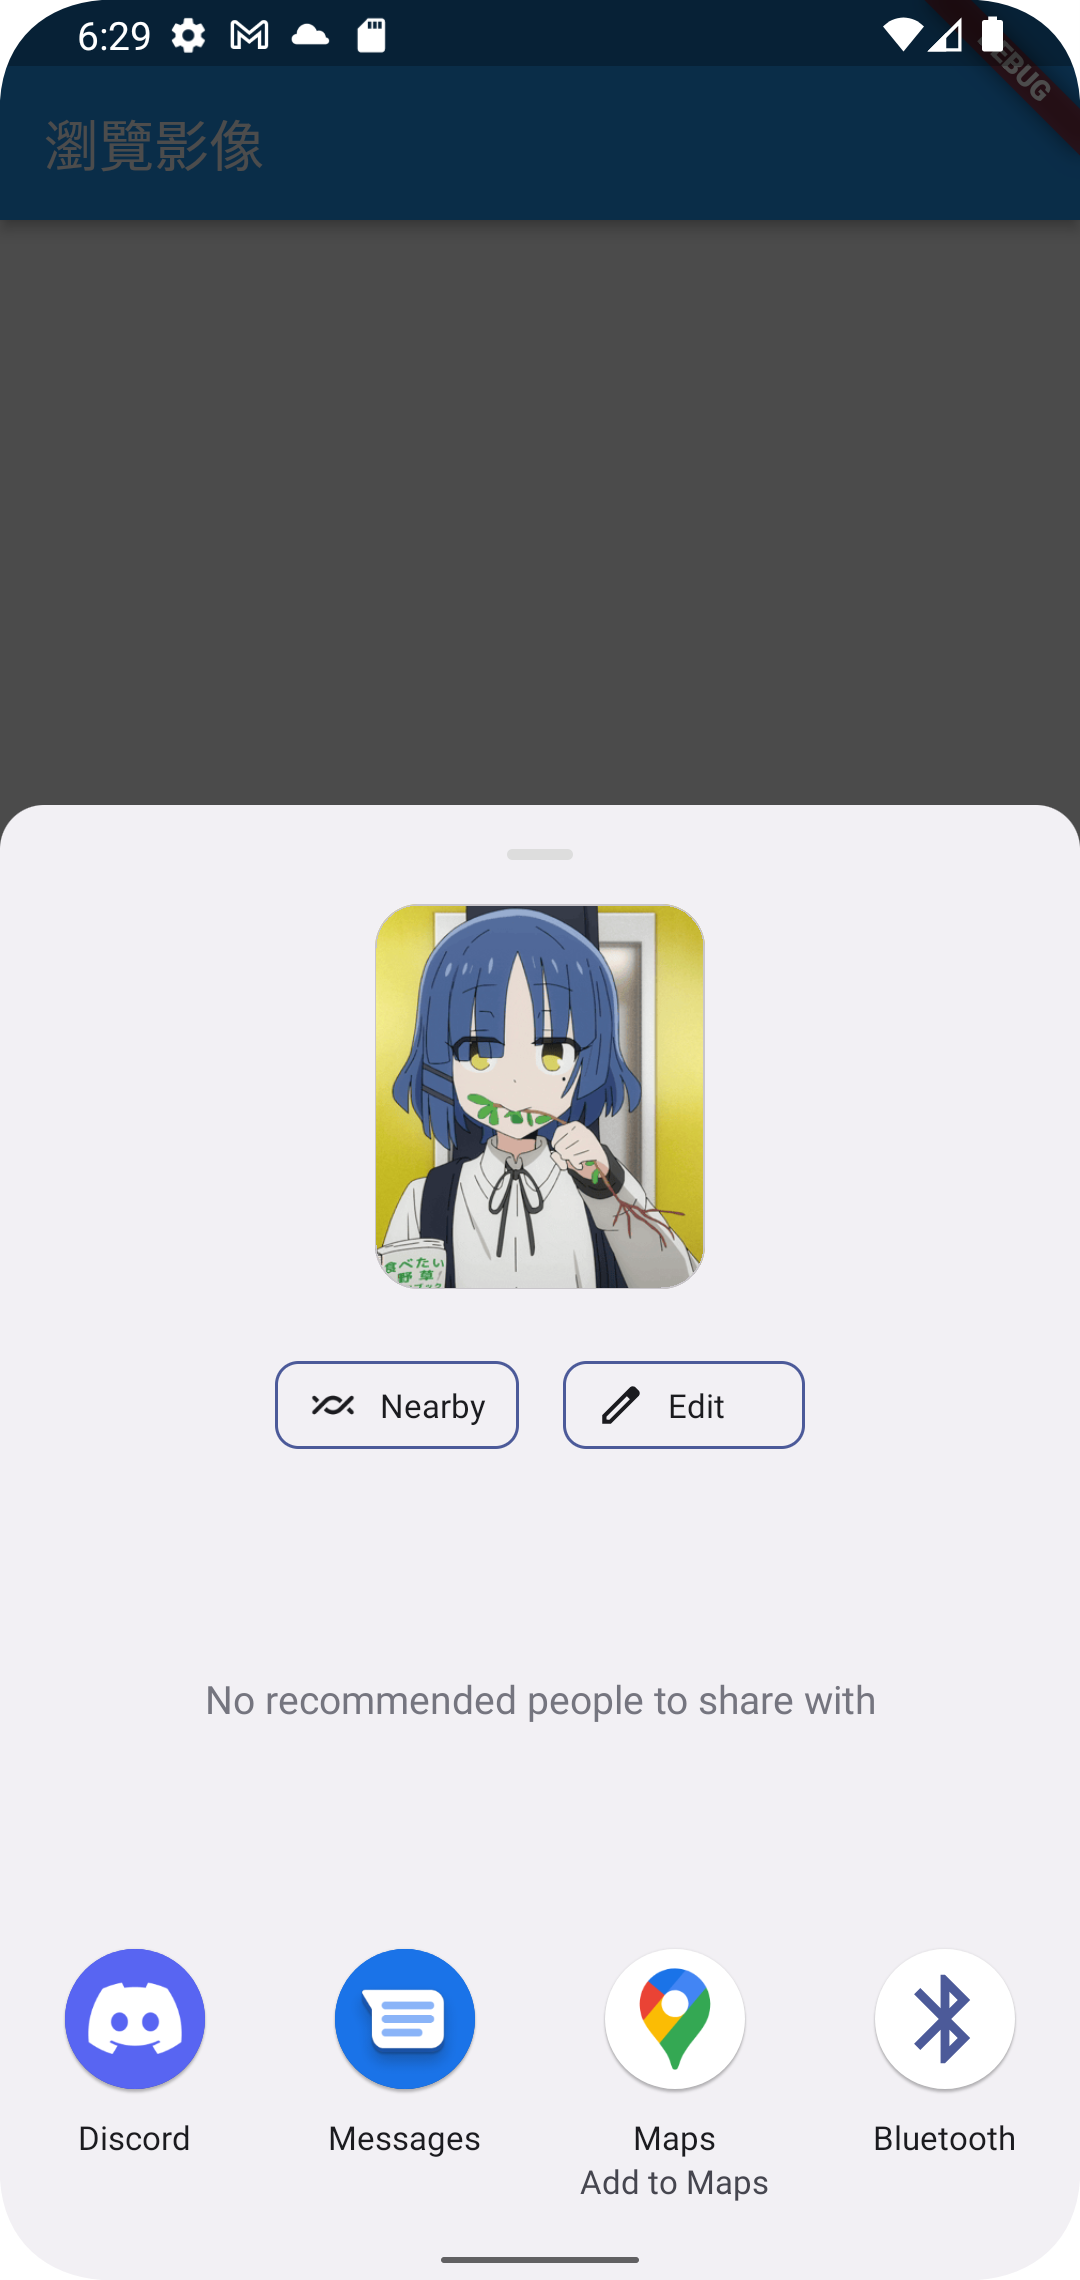 6:29
DEBUG
瀏覽影像
食べたい
野草!
Nearby
Edit
No recommended people to share with
Discord
Messages
Maps
Bluetooth
Add to Maps